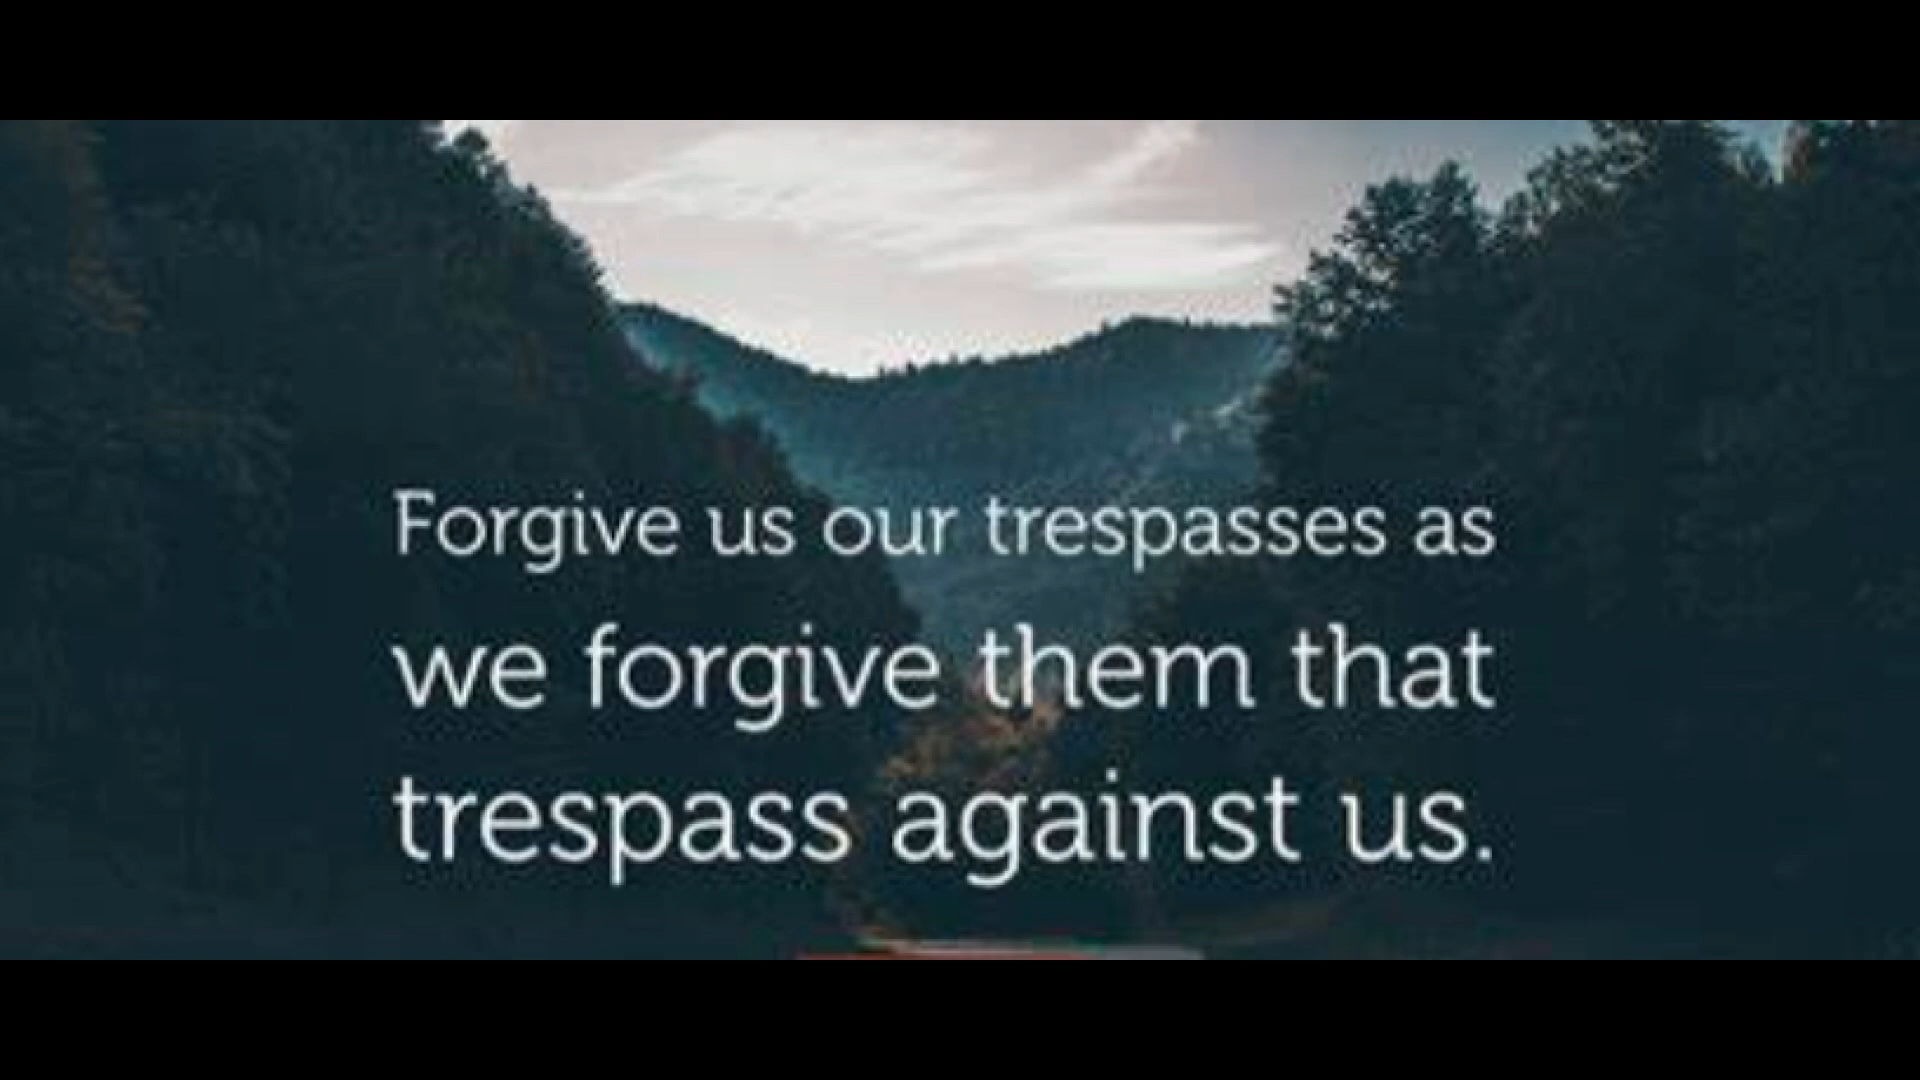 Forgive us our trespasses as
we forgive them that
trespass against us.